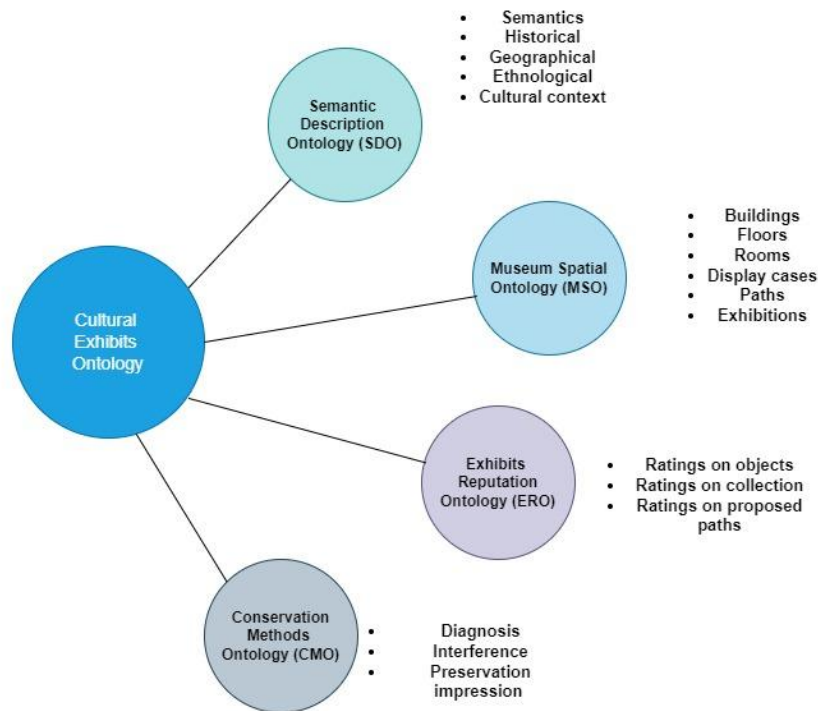 • Semantics
• Historical
• Geographical
• Ethnological
• Cultural context
Semantic
Description
Ontology (SDO)
Museum Spatial
Ontology (MSO)
• Buildings
• Floors
• Rooms
• Display cases
• Paths
• Exhibitions
Cultural
Exhibits
Ontology
Exhibits
Reputation
Ontology (ERO)
• Ratings on objects
• Ratings on collection
• Ratings on proposed
paths
Conservation
Methods
Ontology (CMO)
• Diagnosis
• Interference
• Preservation
impression